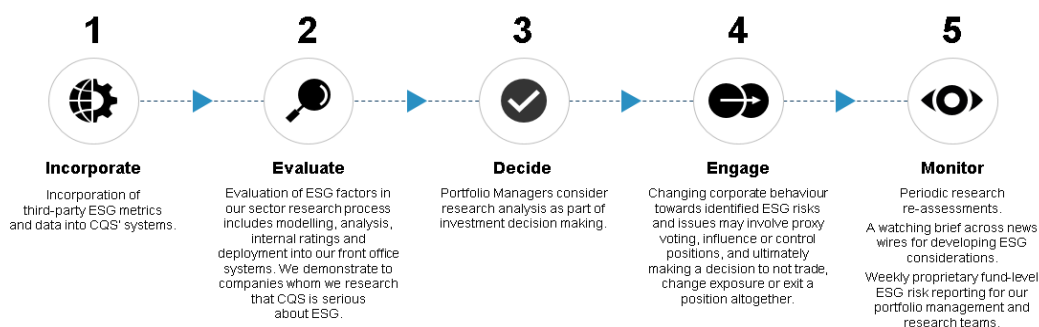 1
Incorporate
Incorporation of
third-party ESG metrics
and data into CQS' systems.
2
Evaluate
Evaluation of ESG factors in
our sector research process
includes modelling, analysis,
internal ratings and
deployment into our front office
systems. We demonstrate to
companies whom we research
that CQS is serious
about ESG.
3
Decide
Portfolio Managers consider
research analysis as part of
investment decision making.
4
Engage
Changing corporate behaviour
towards identified ESG risks
and issues may involve proxy
voting, influence or control
positions, and ultimately
making a decision to not trade,
change exposure or exit a
position altogether.
5
Monitor
Periodic research
re-assessments.
A watching brief across news
wires for developing ESG
considerations.
Weekly proprietary fund-level
ESG risk reporting for our
portfolio management and
research teams.